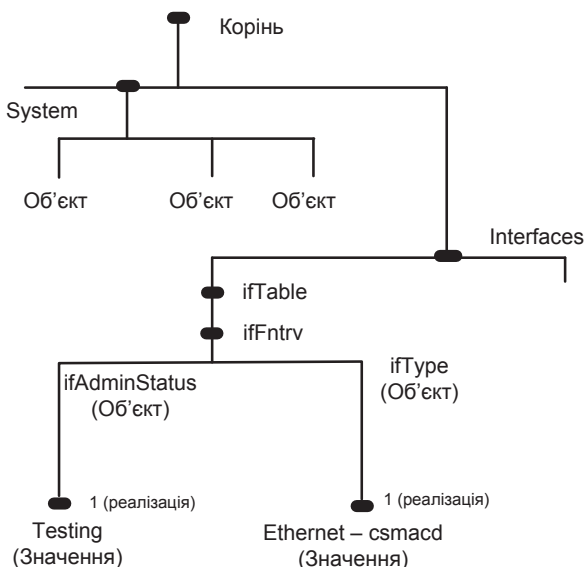 Корінь
System
Об’єкт
Об’єкт
Об’єкт
Interfaces
ifTable
ifFntrv
ifAdminStatus
(Об’єкт)
ifType
(Об’єкт)
1 (реалізація)
1 (реалізація)
Testing
(Значення)
Ethernet – csmacd
(Значення)